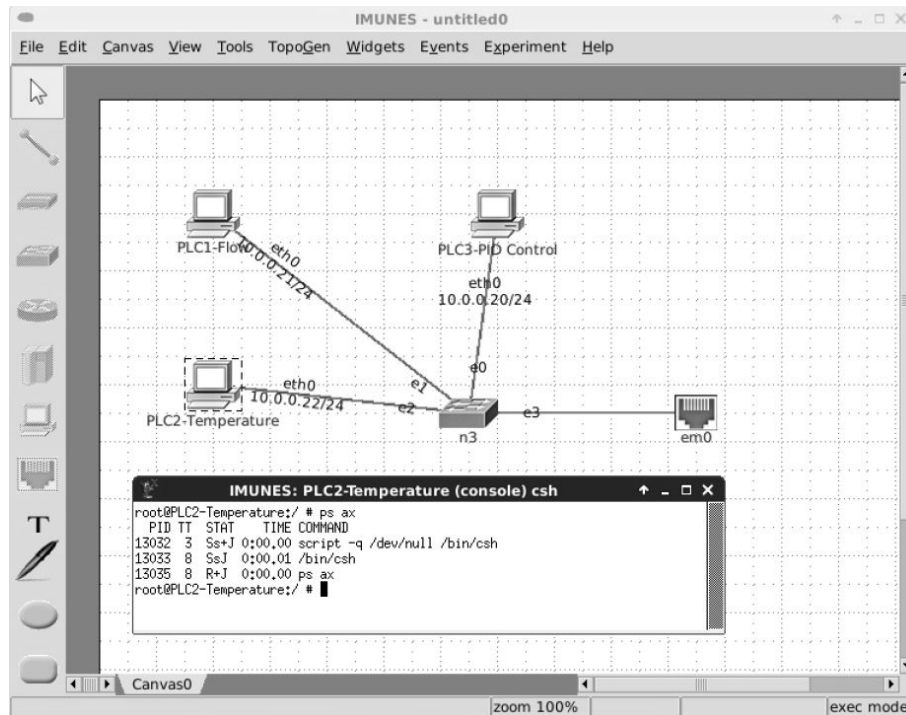 IMUNES - untitled0
File Edit Canvas View Tools TopoGen Widgets Events Experiment Help
PLC1-Flow
eth0
10.0.0.21/24
PLC3-PID Control
eth0
10.0.0.20/24
e0
e1
eth0
10.0.0.22/24
e2
PLC2-Temperature
n3
e3
em0
T
IMUNES: PLC2-Temperature (console) csh
root@PLC2-Temperature:/ # ps ax
PID TT STAT TIME COMMAND
13032 3 Ss+J 0:00.00 script -q /dev/null /bin/csh
13033 8 SsJ 0:00.01 /bin/csh
13035 8 R+J 0:00.00 ps ax
root@PLC2-Temperature:/ #
Canvas0
zoom 100%
exec mode